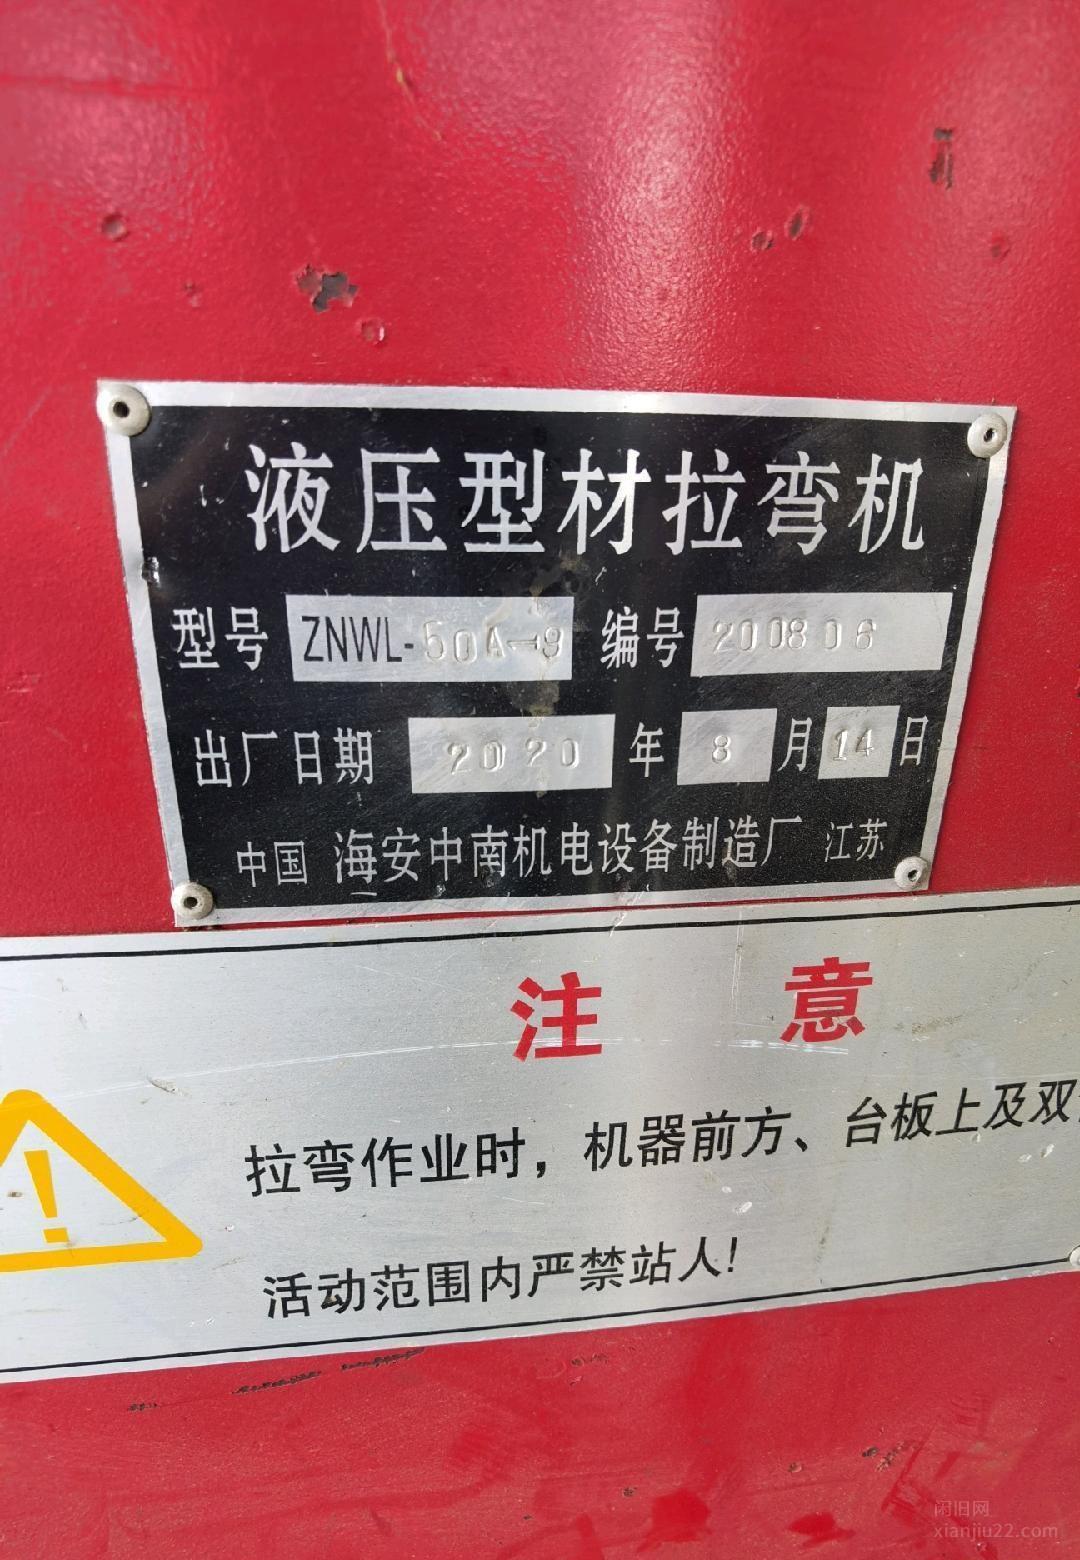 液压型材拉弯机
型号 ZNWL-50A-9 编号 200806
出厂日期 2020 年 8 月 14 日
中国 海安中南机电设备制造厂 江苏
注 意
拉弯作业时，机器前方、台板上及双
活动范围内严禁站人！
闲旧网
xianjiu22.com